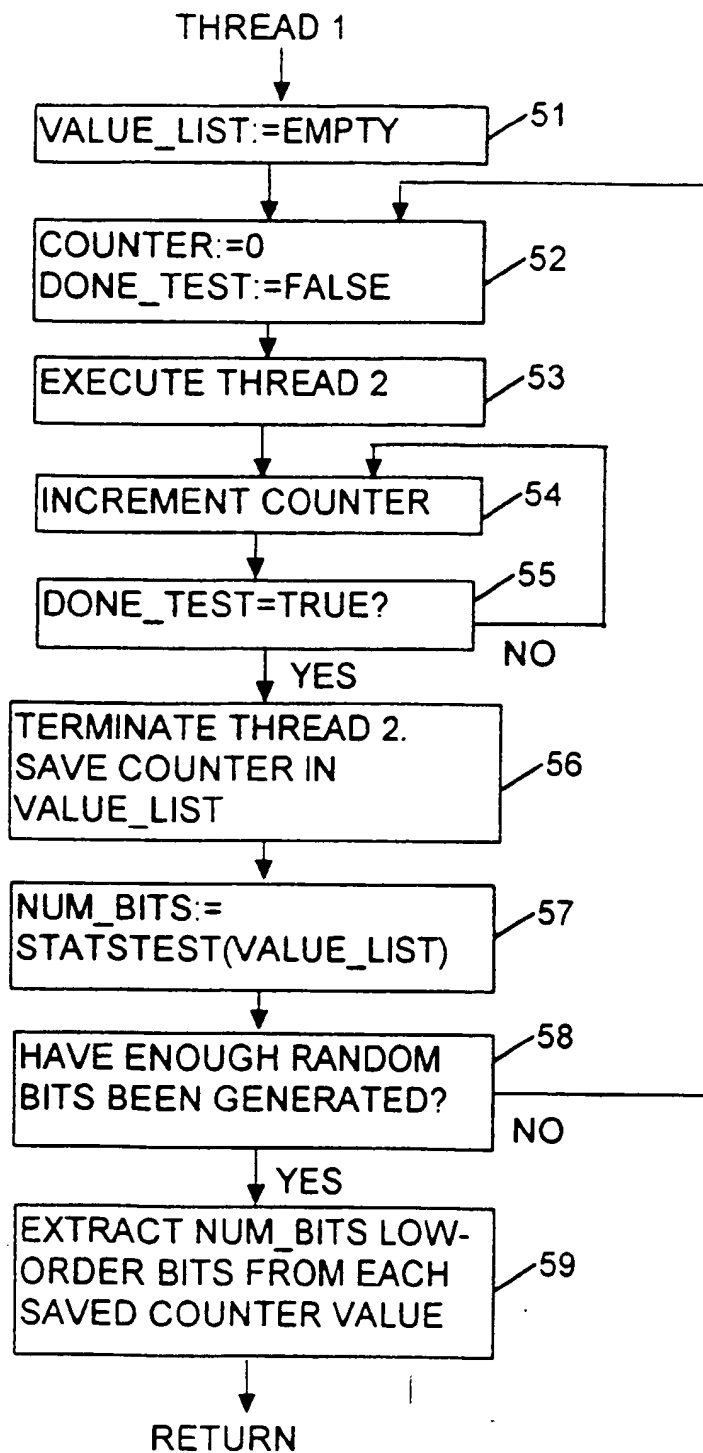 THREAD 1
VALUE_LIST:=EMPTY
51
COUNTER:=0
DONE_TEST:=FALSE
52
EXECUTE THREAD 2
53
INCREMENT COUNTER
54
DONE_TEST=TRUE?
55
NO
YES
TERMINATE THREAD 2.
SAVE COUNTER IN
VALUE_LIST
56
NUM_BITS:=
STATSTEST(VALUE_LIST)
57
HAVE ENOUGH RANDOM
BITS BEEN GENERATED?
58
NO
YES
EXTRACT NUM_BITS LOW-
ORDER BITS FROM EACH
SAVED COUNTER VALUE
59
RETURN